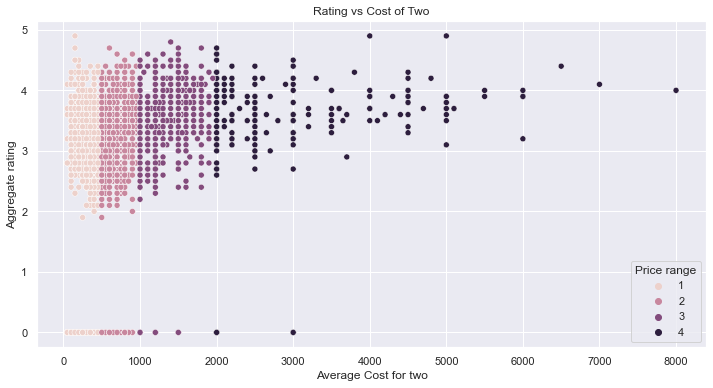 Rating vs Cost of Two
Aggregate rating
5
4
3
2
1
0
0 1000 2000 3000 4000 5000 6000 7000 8000
Average Cost for two
Price range
1
2
3
4